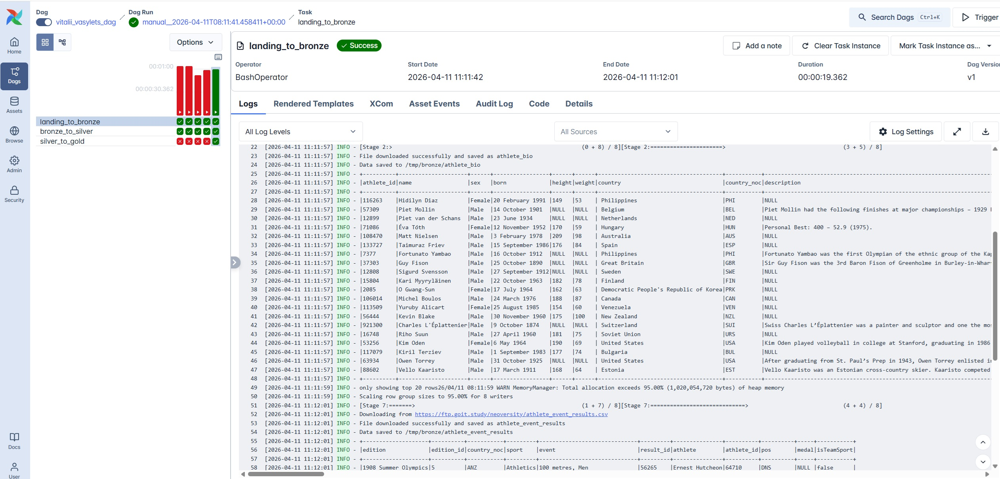 Dag
vitalii_vasylets_dag
Dag Run
manual__2026-04-11T08:11:41.458411+00:00
Task
landing_to_bronze
Search Dags Ctrl+K
Trigger
Home
Dags
Assets
Browse
Admin
Security
Docs
User
Options
00:01:00
00:00:30.362
landing_to_bronze
bronze_to_silver
silver_to_gold
landing_to_bronze Success
Add a note Clear Task Instance Mark Task Instance as...
Operator Start Date End Date Duration Dag Version
BashOperator 2026-04-11 11:11:42 2026-04-11 11:12:01 00:00:19.362 v1
Logs Rendered Templates XCom Asset Events Audit Log Code Details
All Log Levels All Sources Log Settings
22 [2026-04-11 11:11:57] INFO - [Stage 2:> (0 + 8) / 8][Stage 2:======================> (3 + 5) / 8]
23 [2026-04-11 11:11:57] INFO - File downloaded successfully and saved as athlete_bio
24 [2026-04-11 11:11:57] INFO - Data saved to /tmp/bronze/athlete_bio
25 [2026-04-11 11:11:57] INFO - +----------+---------------------+------+-----------------+------+------+--------------------------------------+-----------+----------
26 [2026-04-11 11:11:57] INFO - |athlete_id|name |sex |born |height|weight|country |country_noc|description
27 [2026-04-11 11:11:57] INFO - +----------+---------------------+------+-----------------+------+------+--------------------------------------+-----------+----------
28 [2026-04-11 11:11:57] INFO - |116263 |Hidilyn Diaz |Female|20 February 1991 |149 |53 | Philippines |PHI |NULL
29 [2026-04-11 11:11:57] INFO - |57309 |Piet Mollin |Male |14 October 1901 |NULL |NULL | Belgium |BEL |Piet Mollin had the following finishes at major championships – 1929
30 [2026-04-11 11:11:57] INFO - |12899 |Piet van der Schans |Male |23 June 1934 |NULL |NULL | Netherlands |NED |NULL
31 [2026-04-11 11:11:57] INFO - |71086 |Éva Tóth |Female|12 November 1952 |170 |59 | Hungary |HUN |Personal Best: 400 – 52.9 (1975).
32 [2026-04-11 11:11:57] INFO - |108470 |Matt Nielsen |Male |3 February 1978 |209 |98 | Australia |AUS |NULL
33 [2026-04-11 11:11:57] INFO - |133727 |Taimuraz Friev |Male |15 September 1986|176 |84 | Spain |ESP |NULL
34 [2026-04-11 11:11:57] INFO - |7377 |Fortunato Yambao |Male |16 October 1912 |NULL |NULL | Philippines |PHI |Fortunato Yambao was the first Olympian of the ethnic group of the
35 [2026-04-11 11:11:57] INFO - |37303 |Guy Fison |Male |25 October 1890 |NULL |NULL | Great Britain |GBR |Sir Guy Fison was the 3rd Baron Fison of Greenholme in Burley-in-Whar
36 [2026-04-11 11:11:57] INFO - |12808 |Sigurd Svensson |Male |27 September 1912|NULL |NULL | Sweden |SWE |NULL
37 [2026-04-11 11:11:57] INFO - |15804 |Kari Myyryläinen |Male |22 October 1963 |182 |78 | Finland |FIN |NULL
38 [2026-04-11 11:11:57] INFO - |2085 |O Gwang-Sun |Female|17 July 1964 |162 |63 | Democratic People's Republic of Korea|PRK |NULL
39 [2026-04-11 11:11:57] INFO - |106014 |Michel Boulos |Male |24 March 1976 |188 |87 | Canada |CAN |NULL
40 [2026-04-11 11:11:57] INFO - |113509 |Yuruby Alicart |Female|25 August 1985 |154 |60 | Venezuela |VEN |NULL
41 [2026-04-11 11:11:57] INFO - |56444 |Kevin Blake |Male |30 November 1960 |175 |100 | New Zealand |NZL |NULL
42 [2026-04-11 11:11:57] INFO - |921300 |Charles L'Éplattenier|Male |9 October 1874 |NULL |NULL | Switzerland |SUI |Swiss Charles L’Éplattenier was a painter and sculptor and one the mos
43 [2026-04-11 11:11:57] INFO - |16748 |Riho Suun |Male |27 April 1960 |181 |75 | Soviet Union |URS |NULL
44 [2026-04-11 11:11:57] INFO - |53256 |Kim Oden |Female|6 May 1964 |190 |69 | United States |USA |Kim Oden played volleyball in college at Stanford, graduating in 1986
45 [2026-04-11 11:11:57] INFO - |117079 |Kiril Terziev |Male |1 September 1983 |177 |74 | Bulgaria |BUL |NULL
46 [2026-04-11 11:11:57] INFO - |63934 |Owen Torrey |Male |31 October 1925 |NULL |NULL | United States |USA |After graduating from St. Paul’s Prep in 1943, Owen Torrey enlisted in
47 [2026-04-11 11:11:57] INFO - |88602 |Vello Kaaristo |Male |17 March 1911 |168 |64 | Estonia |EST |Vello Kaaristo was an Estonian cross-country skier. Kaaristo competed
48 [2026-04-11 11:11:57] INFO - +----------+---------------------+------+-----------------+------+------+--------------------------------------+-----------+----------
49 [2026-04-11 11:11:59] INFO - only showing top 20 rows26/04/11 08:11:59 WARN MemoryManager: Total allocation exceeds 95.00% (1,020,054,720 bytes) of heap memory
50 [2026-04-11 11:11:59] INFO - Scaling row group sizes to 95.00% for 8 writers
51 [2026-04-11 11:12:01] INFO - [Stage 7:=======> (1 + 7) / 8][Stage 7:=============================> (4 + 4) / 8]
52 [2026-04-11 11:12:01] INFO - Downloading from https://ftp.goit.study/neoversity/athlete_event_results.csv
53 [2026-04-11 11:12:01] INFO - File downloaded successfully and saved as athlete_event_results
54 [2026-04-11 11:12:01] INFO - Data saved to /tmp/bronze/athlete_event_results
55 [2026-04-11 11:12:01] INFO - +--------------------+----------+-----------+---------+------------------------------+---------+---------------+----------+----------+-----+-----------+
56 [2026-04-11 11:12:01] INFO - |edition |edition_id|country_noc|sport |event |result_id|athlete |athlete_id|pos |medal|isTeamSport|
57 [2026-04-11 11:12:01] INFO - +--------------------+----------+-----------+---------+------------------------------+---------+---------------+----------+----------+-----+-----------+
58 [2026-04-11 11:12:01] INFO - |1908 Summer Olympics|5 |ANZ |Athletics|100 metres, Men |56265 |Ernest Hutcheon|64710 |DNS |NULL |false |